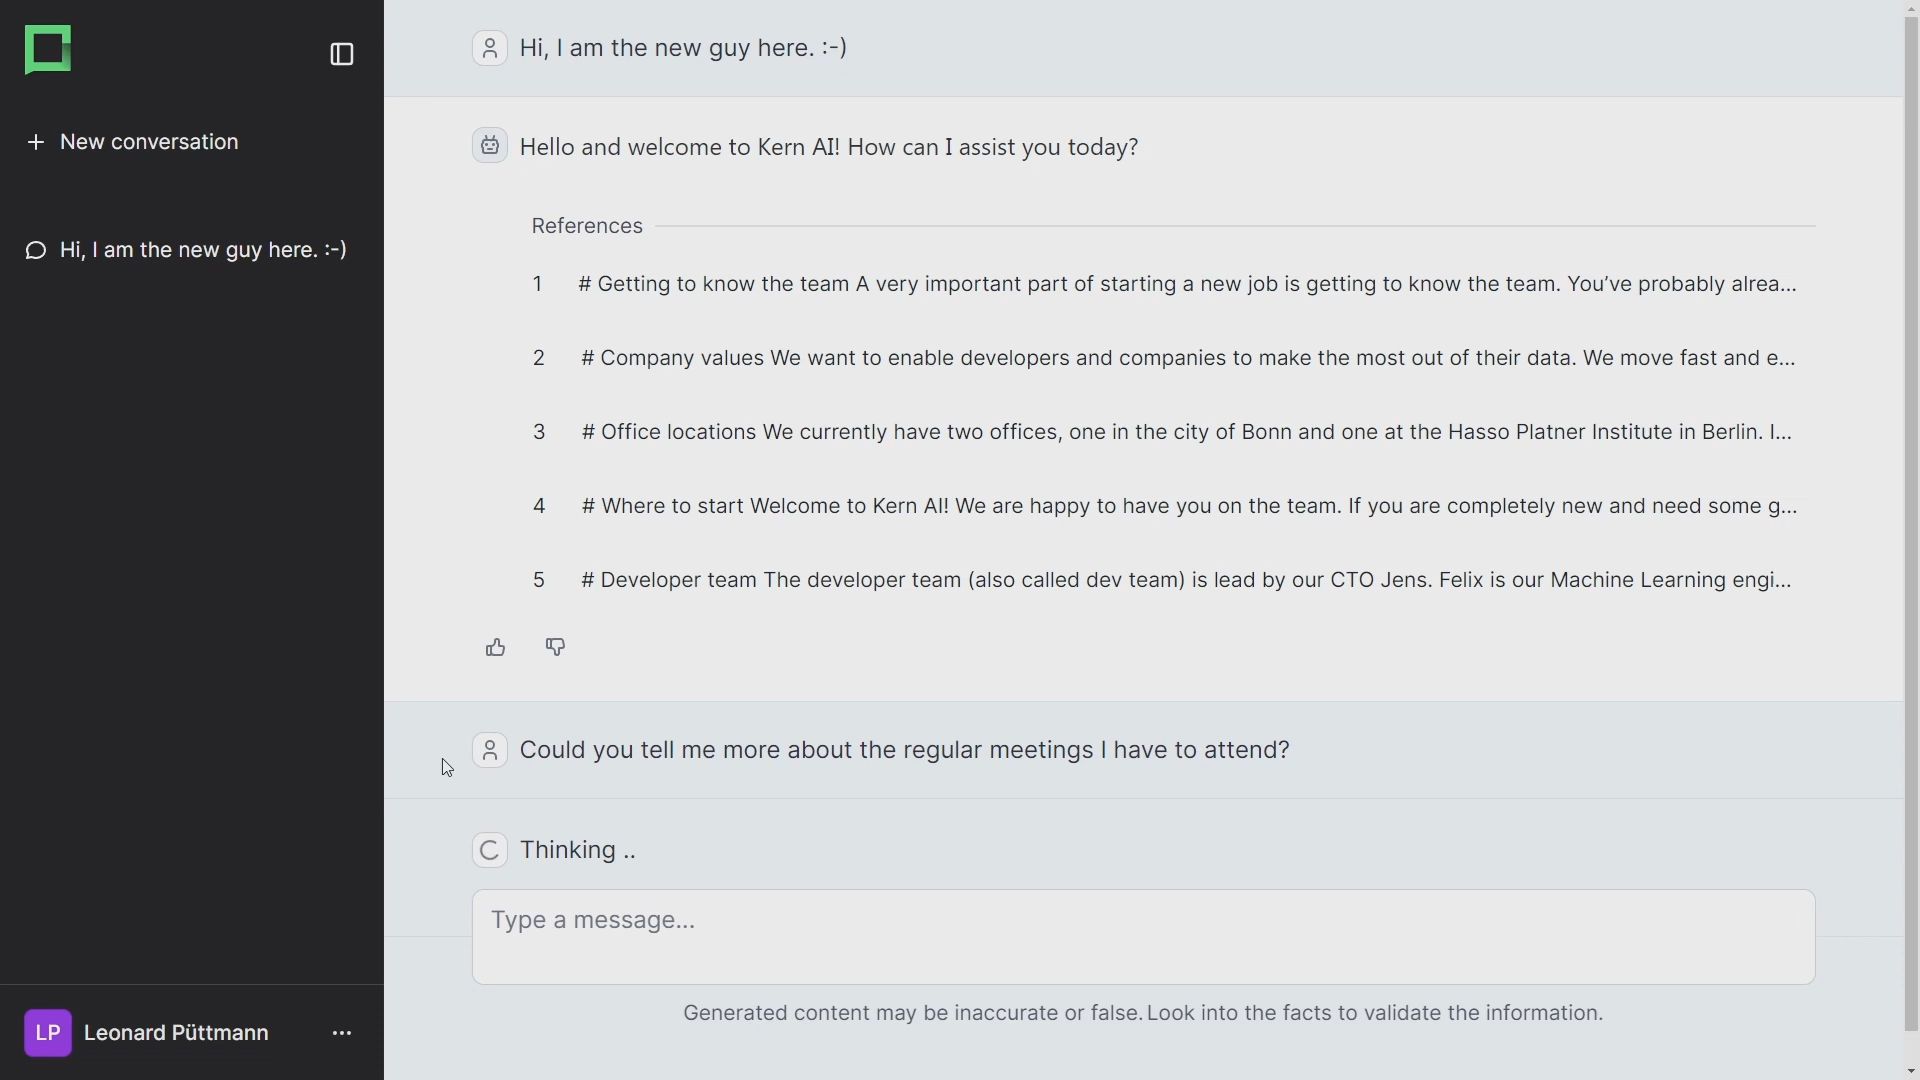 Hi, I am the new guy here. :-)
New conversation
Hello and welcome to Kern AI! How can I assist you today?
References
Hi, I am the new guy here. :-)
1 # Getting to know the team A very important part of starting a new job is getting to know the team. You've probably alrea...
2 # Company values We want to enable developers and companies to make the most out of their data. We move fast and e...
3 # Office locations We currently have two offices, one in the city of Bonn and one at the Hasso Platner Institute in Berlin. I...
4 # Where to start Welcome to Kern AI! We are happy to have you on the team. If you are completely new and need some g...
5 # Developer team The developer team (also called dev team) is lead by our CTO Jens. Felix is our Machine Learning engi...
Could you tell me more about the regular meetings I have to attend?
Thinking ..
Type a message...
Generated content may be inaccurate or false. Look into the facts to validate the information.
LP Leonard Püttmann